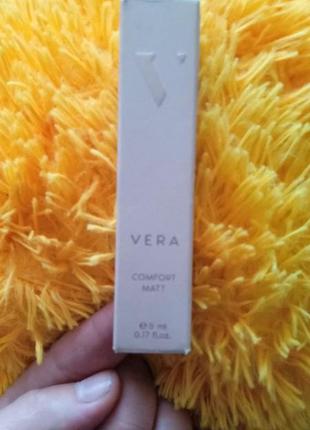 V
VERA
COMFORT
MATT
℮ 5 ml
0.17 fl.oz.